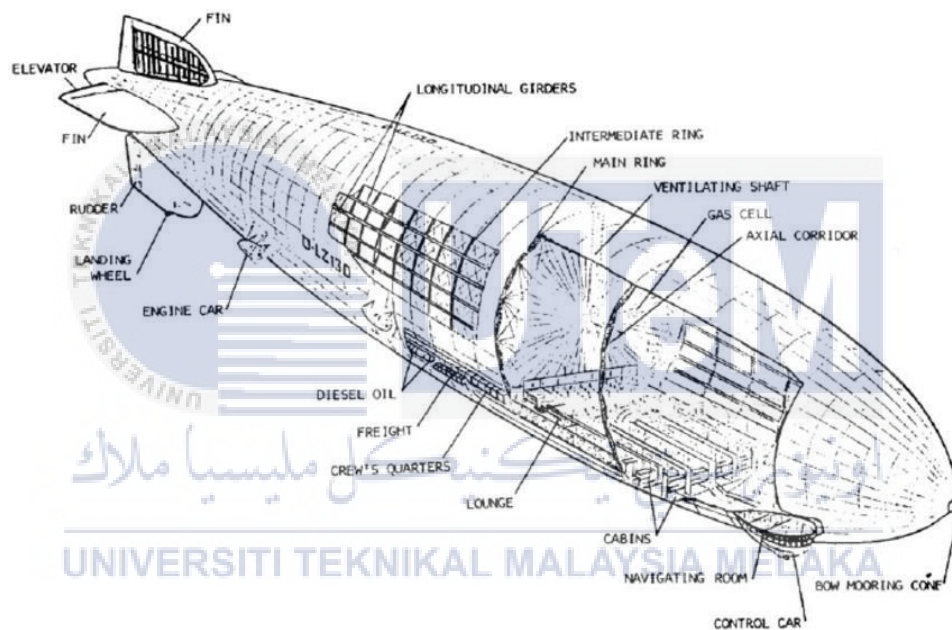 FIN
ELEVATOR
LONGITUDINAL GIRDERS
FIN
INTERMEDIATE RING
MAIN RING
VENTILATING SHAFT
RUDDER
GAS CELL
AXIAL CORRIDOR
LANDING
WHEEL
ENGINE CAR
UTeM
DIESEL OIL
FREIGHT
CREW'S QUARTERS
LOUNGE
CABINS
NAVIGATING ROOM
BOW MOORING CONE
CONTROL CAR
UNIVERSITI TEKNIKAL MALAYSIA MELAKA